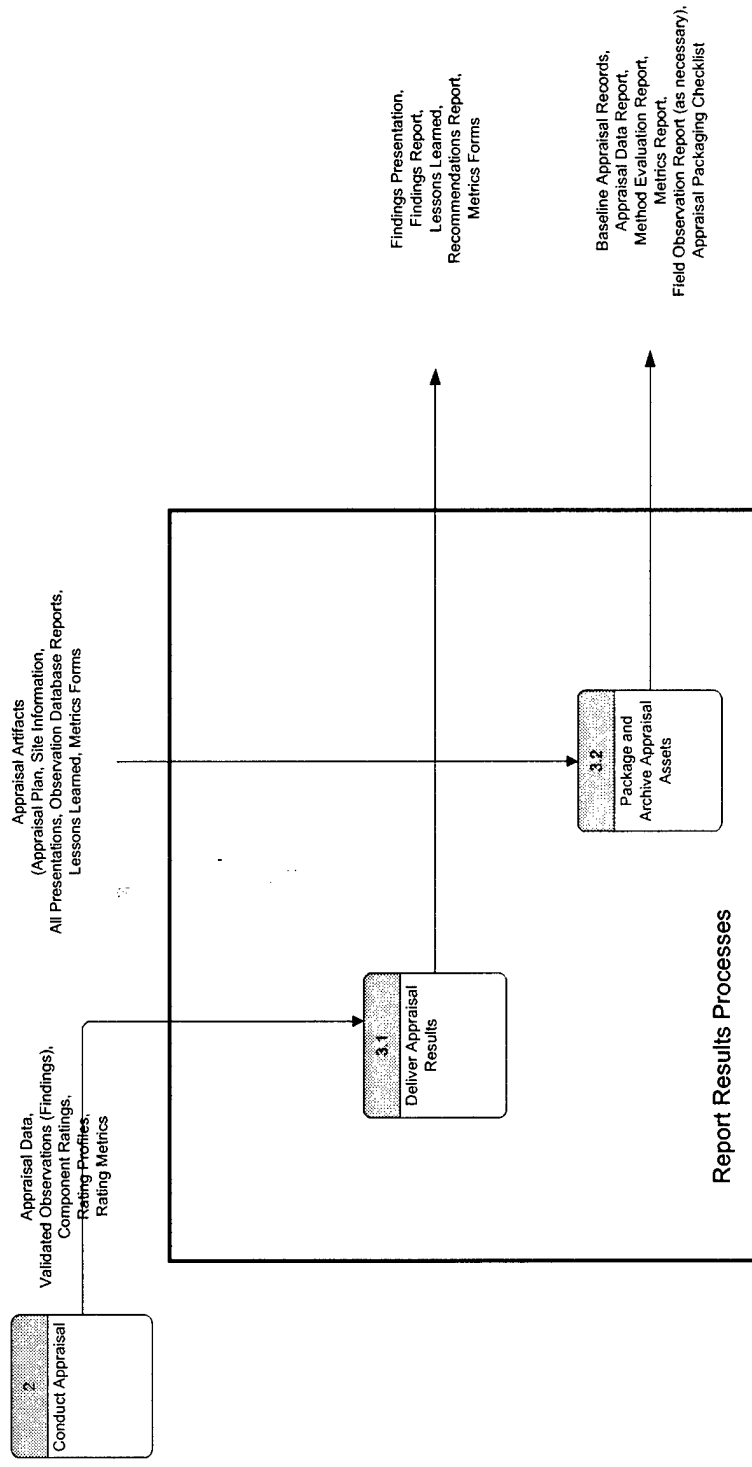 2
Conduct Appraisal
Appraisal Data,
Validated Observations (Findings),
Component Ratings,
Rating Profiles,
Rating Metrics
Appraisal Artifacts
(Appraisal Plan, Site Information,
All Presentations, Observation Database Reports,
Lessons Learned, Metrics Forms
3.1
Deliver Appraisal
Results
Findings Presentation,
Findings Report,
Lessons Learned,
Recommendations Report,
Metrics Forms
3.2
Package and
Archive Appraisal
Assets
Baseline Appraisal Records,
Appraisal Data Report,
Method Evaluation Report,
Metrics Report,
Field Observation Report (as necessary),
Appraisal Packaging Checklist
Report Results Processes